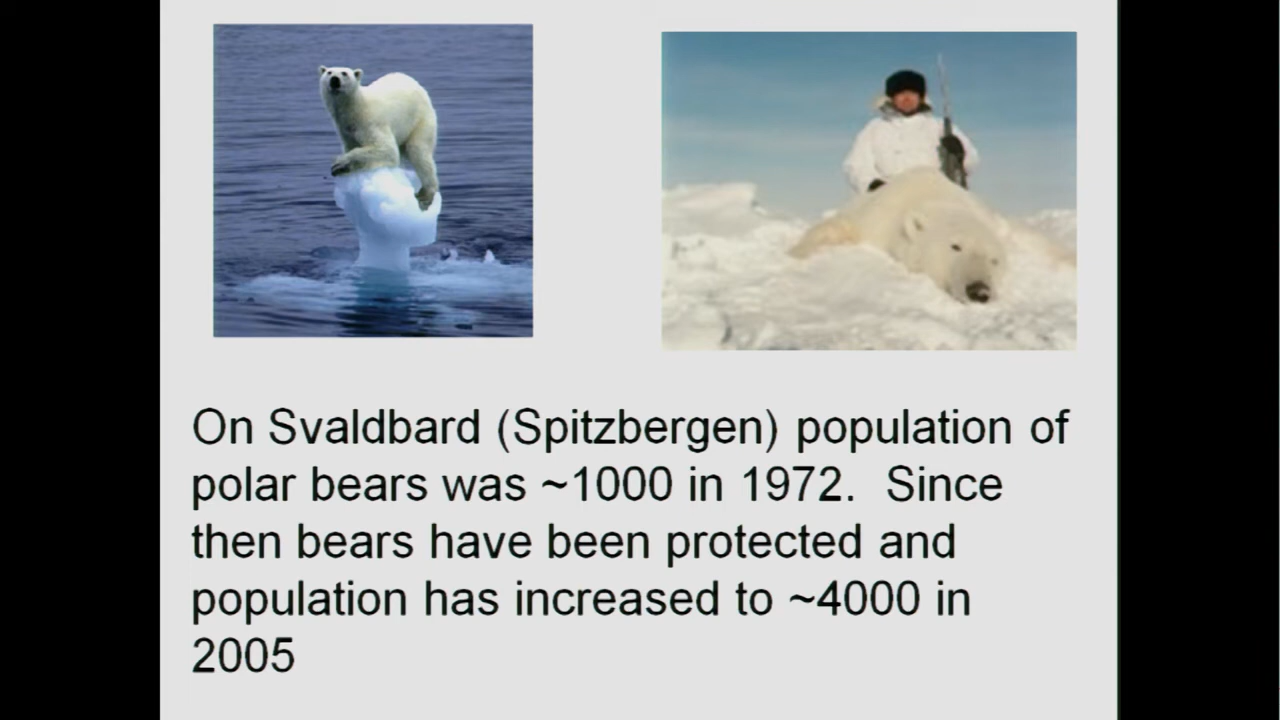 On Svaldbard (Spitzbergen) population of
polar bears was ~1000 in 1972.  Since
then bears have been protected and
population has increased to ~4000 in
2005